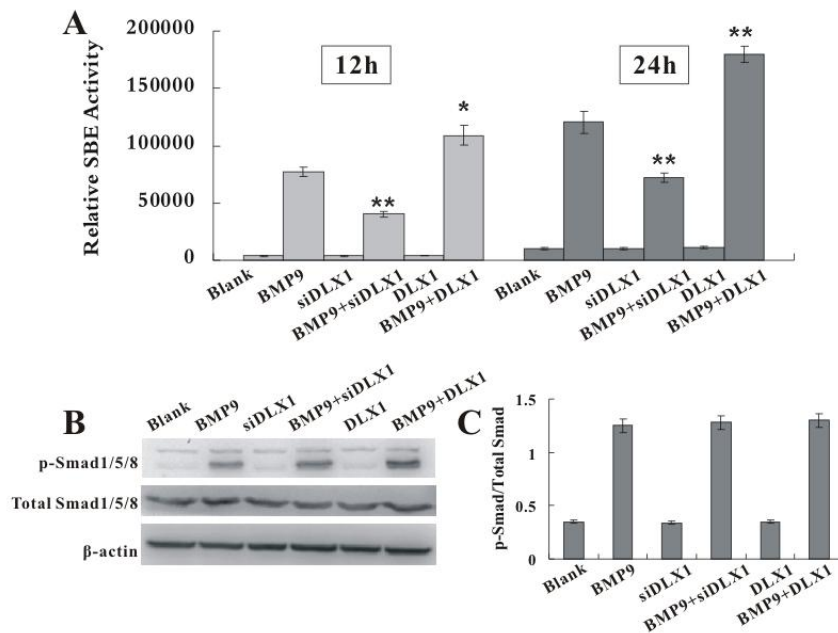 A
Relative SBE Activity
200000
150000
100000
50000
0
12h
24h
*
**
**
**
Blank
BMP9
siDLX1
BMP9+siDLX1
DLX1
BMP9+DLX1
Blank
BMP9
siDLX1
BMP9+siDLX1
DLX1
BMP9+DLX1
B
Blank
BMP9
siDLX1
BMP9+siDLX1
DLX1
BMP9+DLX1
p-Smad1/5/8
Total Smad1/5/8
β-actin
C
p-Smad/Total Smad
1.5
1
0.5
0
Blank
BMP9
siDLX1
BMP9+siDLX1
DLX1
BMP9+DLX1